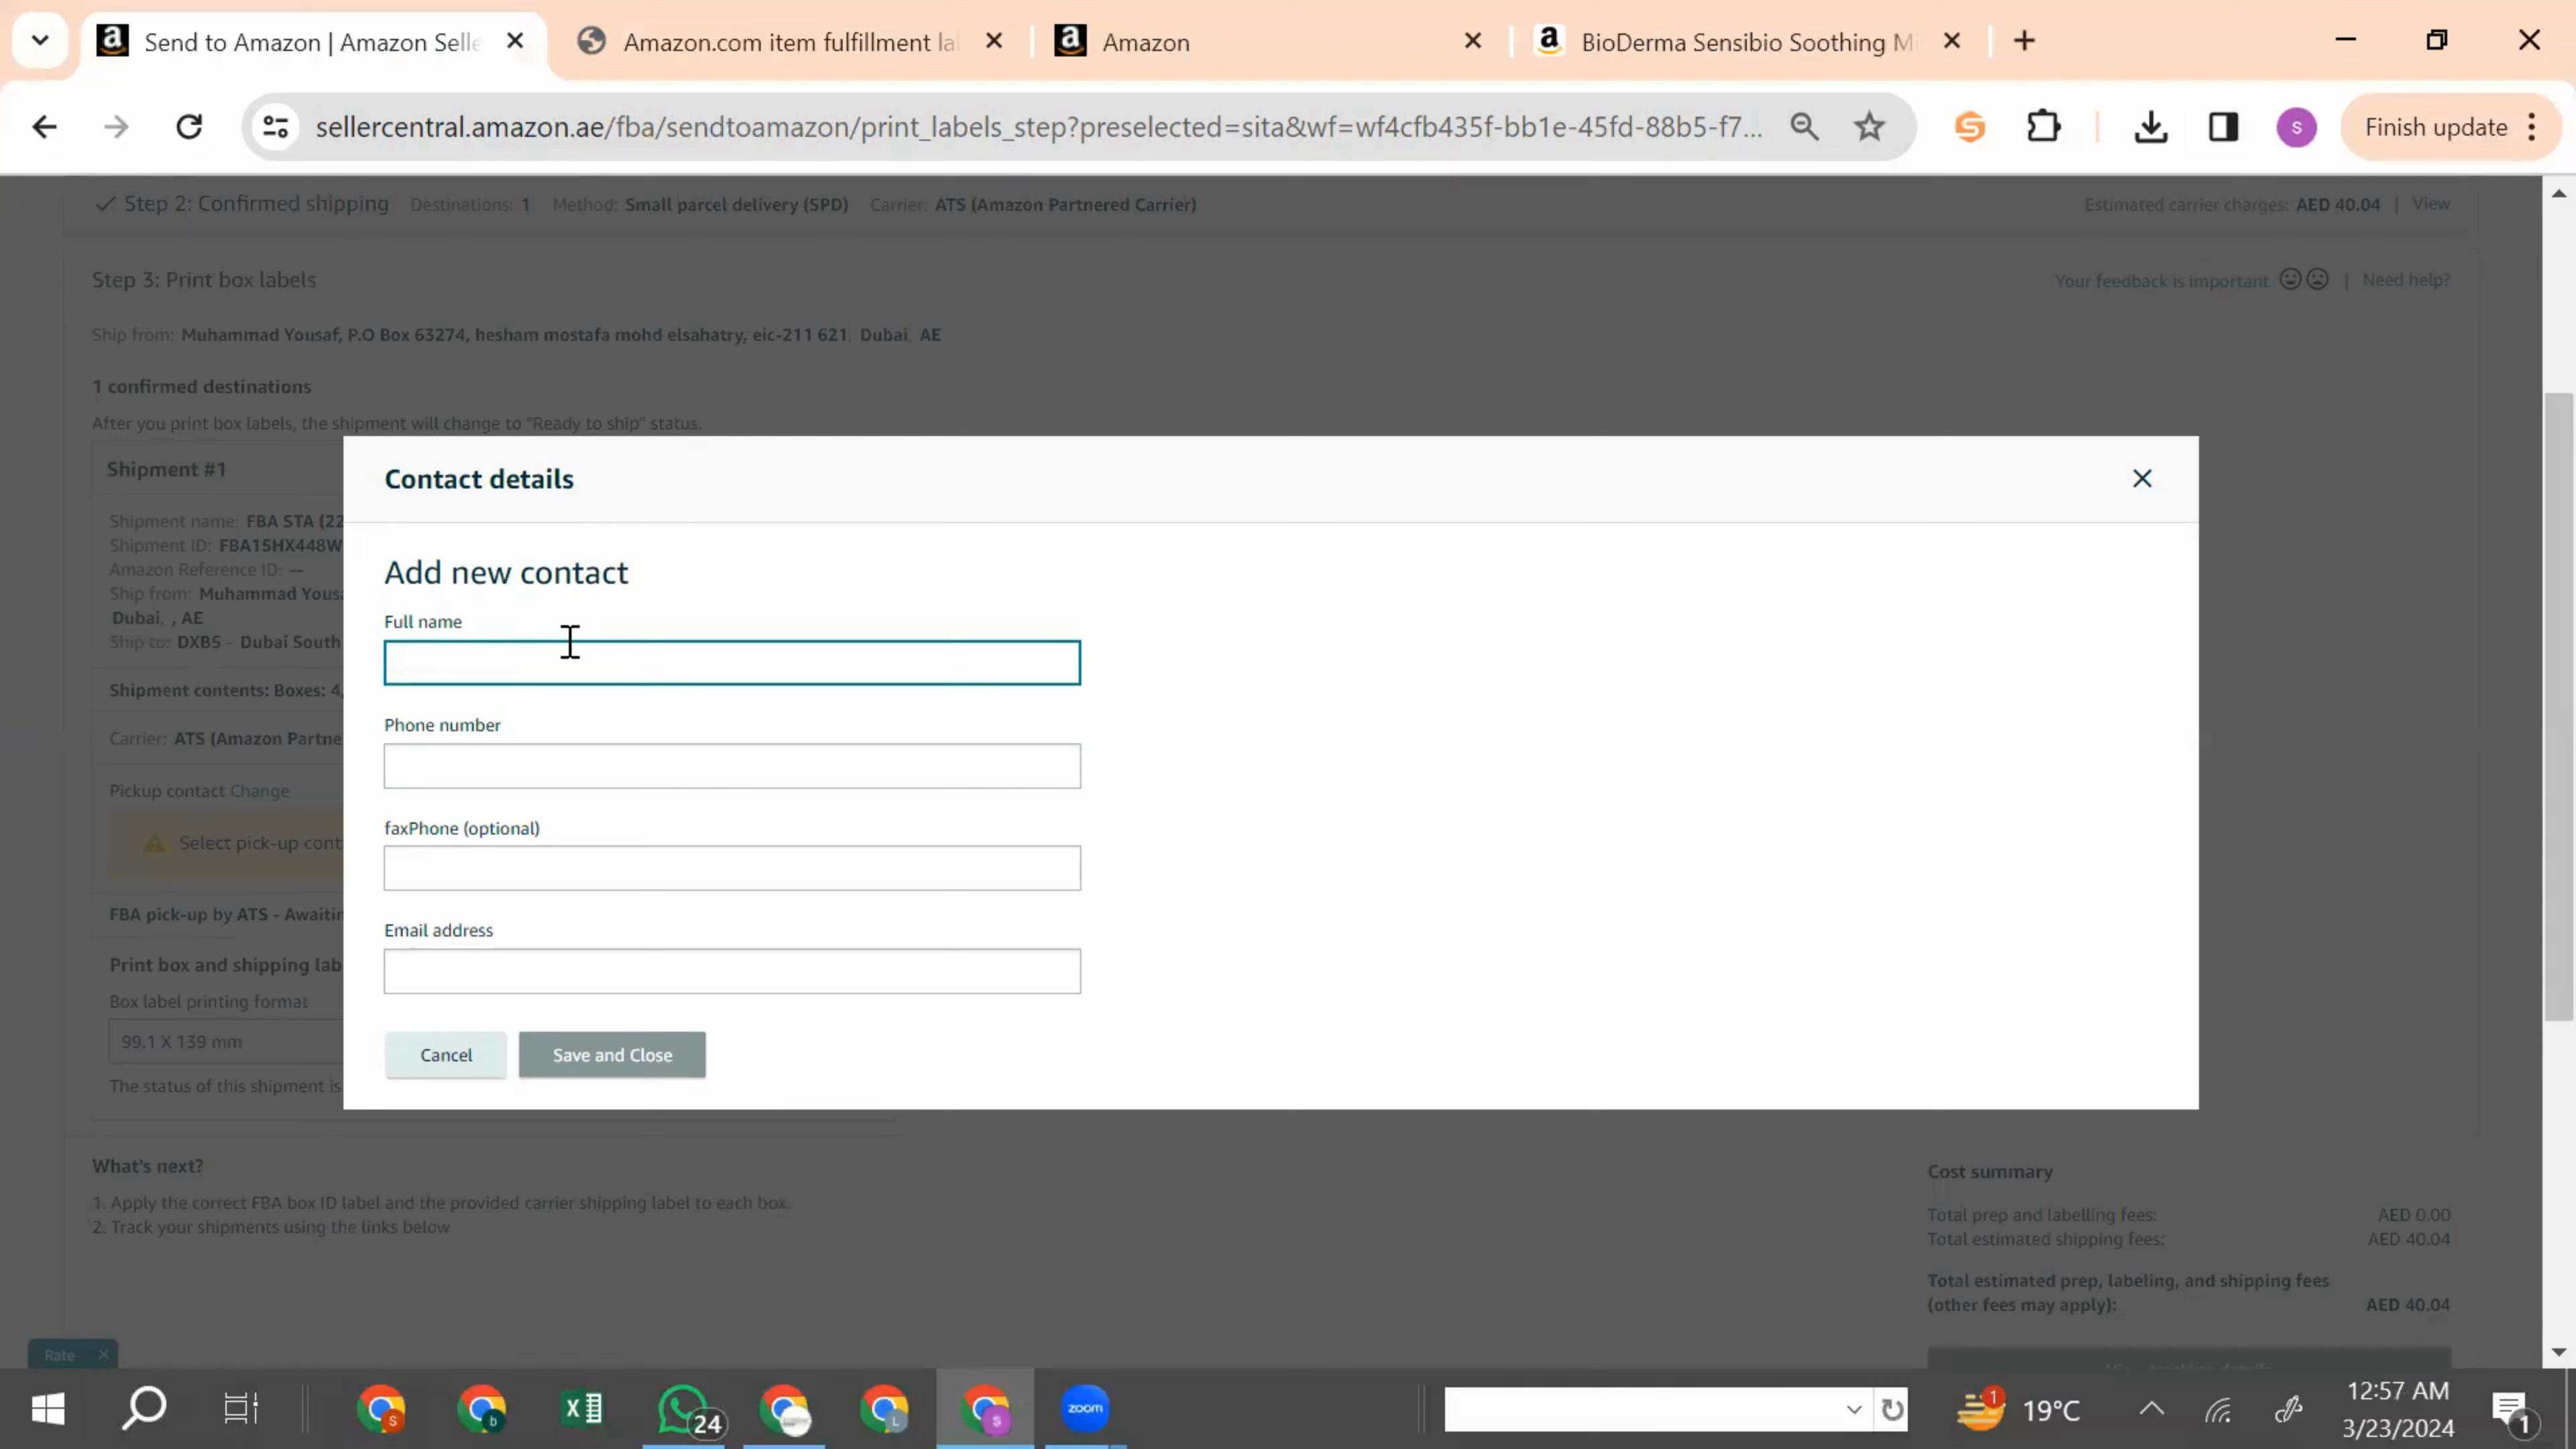 Send to Amazon | Amazon Selle
Amazon.com item fulfillment la
Amazon
BioDerma Sensibio Soothing M
sellercentral.amazon.ae/fba/sendtoamazon/print_labels_step?preselected=sita&wf=wf4cfb435f-bb1e-45fd-88b5-f7...
Finish update
Step 2: Confirmed shipping Destinations: 1 Method: Small parcel delivery (SPD) Carrier: ATS (Amazon Partnered Carrier)
Estimated carrier charges: AED 40.04 | View
Step 3: Print box labels
Your feedback is important | Need help?
Ship from: Muhammad Yousaf, P.O Box 63274, hesham mostafa mohd elsahatry, eic-211 621, Dubai, AE
1 confirmed destinations
After you print box labels, the shipment will change to "Ready to ship" status.
Shipment #1
Shipment name: FBA STA (22
Shipment ID: FBA15HX448W
Amazon Reference ID: --
Ship from: Muhammad Yousa
Dubai, , AE
Ship to: DXB5 - Dubai South
Shipment contents: Boxes: 4,
Carrier: ATS (Amazon Partne
Pickup contact Change
Select pick-up cont
FBA pick-up by ATS - Awaitin
Print box and shipping lab
Box label printing format
99.1 X 139 mm
The status of this shipment is
Contact details
Add new contact
Full name
Phone number
faxPhone (optional)
Email address
Cancel
Save and Close
What's next?
1. Apply the correct FBA box ID label and the provided carrier shipping label to each box.
2. Track your shipments using the links below
Cost summary
Total prep and labelling fees: AED 0.00
Total estimated shipping fees: AED 40.04
Total estimated prep, labeling, and shipping fees
(other fees may apply): AED 40.04
Rate
24
zoom
1
19°C
12:57 AM
3/23/2024
1